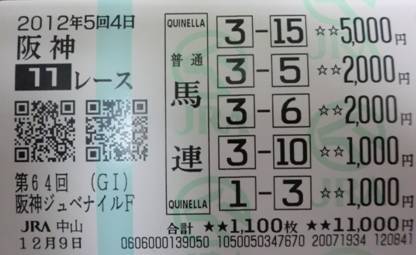 2012年5回4日
阪神
11レース
第64回 (GI)
阪神ジュベナイルF
JRA 中山
12月9日
QUINELLA
普通
馬連
QUINELLA
3-15 ☆☆5,000円
3-5 ☆☆2,000円
3-6 ☆☆2,000円
3-10 ☆☆1,000円
1-3 ☆☆1,000円
合計 ★★1,100枚 ★★11,000円
0606000139050 1050050347670 20071934 120841
JRA